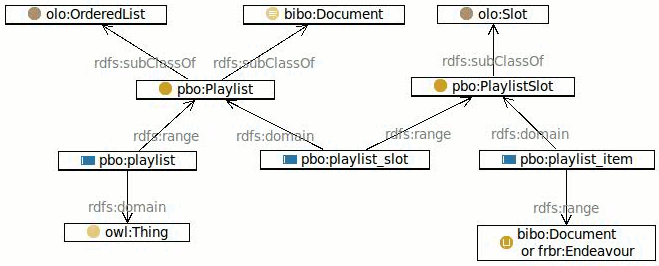 olo:OrderedList
bibo:Document
olo:Slot
rdfs:subClassOf
rdfs:subClassOf
rdfs:subClassOf
pbo:Playlist
pbo:PlaylistSlot
rdfs:range
rdfs:domain
rdfs:range
rdfs:domain
pbo:playlist
pbo:playlist_slot
pbo:playlist_item
rdfs:domain
rdfs:range
owl:Thing
bibo:Document
or frbr:Endeavour